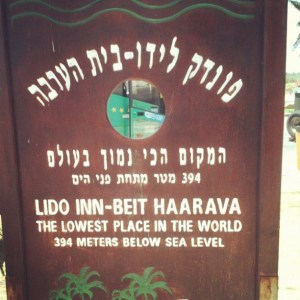 פונדק לידו-בית הערבה
המקום הכי נמוך בעולם
394 מטר מתחת פני הים
LIDO INN-BEIT HAARAVA
THE LOWEST PLACE IN THE WORLD
394 METERS BELOW SEA LEVEL